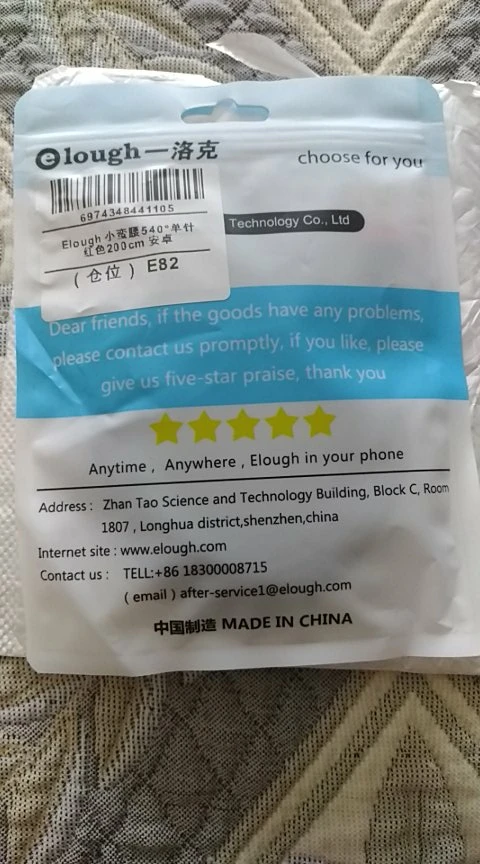 elough一洛克
choose for you
6974348441105
Technology Co., Ltd
Elough 小弯腰540°单针
红色200cm 安卓
(仓位) E82
Dear friends, if the goods have any problems,
please contact us promptly, if you like, please
give us five-star praise, thank you
Anytime , Anywhere , Elough in your phone
Address : Zhan Tao Science and Technology Building, Block C, Room
1807 , Longhua district,shenzhen,china
Internet site : www.elough.com
Contact us : TELL:+86 18300008715
( email ) after-service1@elough.com
中国制造 MADE IN CHINA